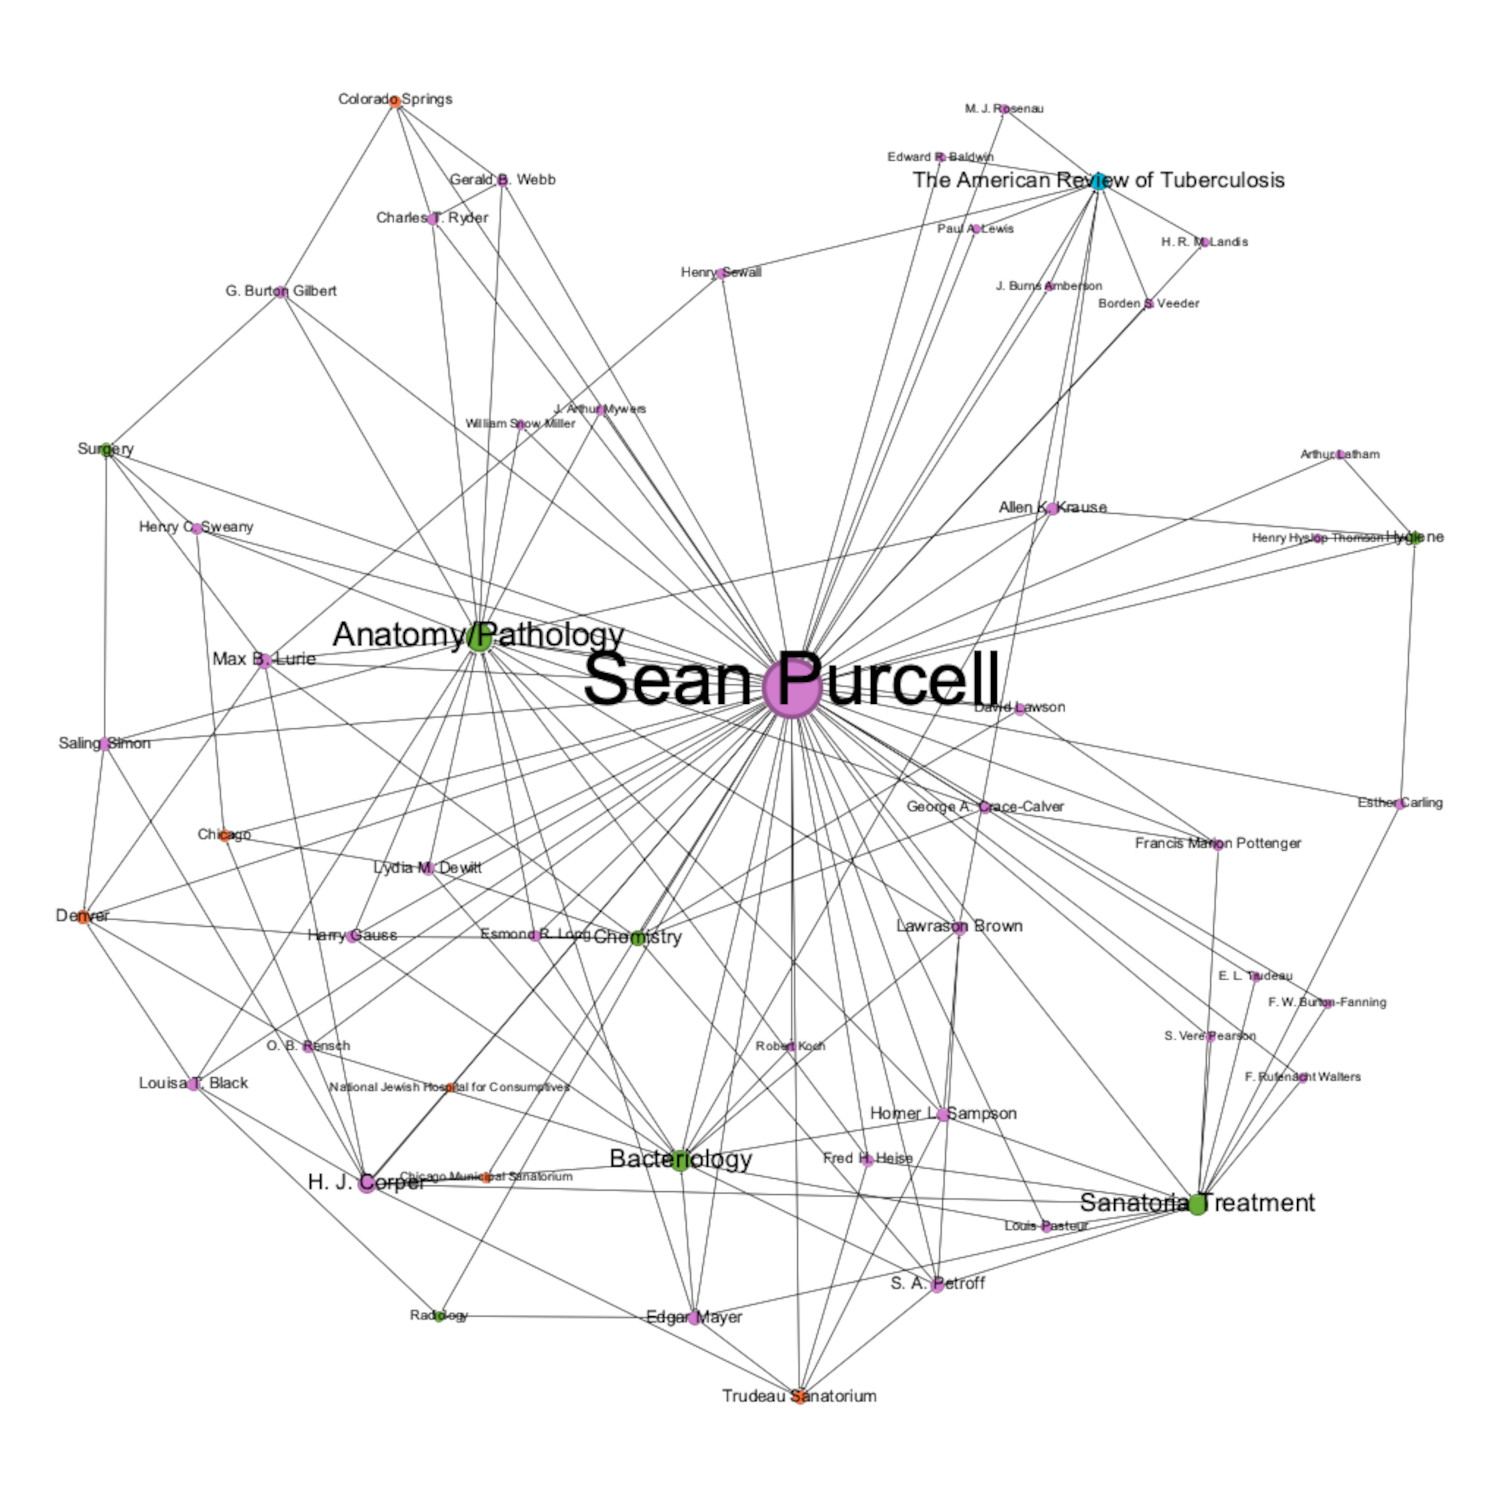 Colorado Springs
M. J. Rosenau
Edward R. Baldwin
Gerald B. Webb
The American Review of Tuberculosis
Charles T. Ryder
Paul A. Lewis
H. R. M. Landis
Henry Sewall
J. Burns Amberson
G. Burton Gilbert
Borden S. Veeder
J. Arthur Mywers
William Snow Miller
Surgery
Arthur Latham
Allen K. Krause
Henry C. Sweany
Henry Hyslop Thomson
Hygiene
Anatomy/Pathology
Max B. Lurie
Sean Purcell
David Lawson
Saling Simon
Esther Carling
George A. Crace-Calver
Chicago
Francis Marion Pottenger
Lydia M. Dewitt
Denver
Lawrason Brown
Harry Gauss
Esmond R. Long
Chemistry
E. L. Trudeau
F. W. Burton-Fanning
S. Vere Pearson
O. B. Rensch
Robert Koch
F. Rufenacht Walters
Louisa T. Black
National Jewish Hospital for Consumptives
Homer L. Sampson
Bacteriology
Fred H. Heise
Chicago Municipal Sanatorium
H. J. Corper
Sanatoria Treatment
Louis Pasteur
S. A. Petroff
Radiology
Edgar Mayer
Trudeau Sanatorium